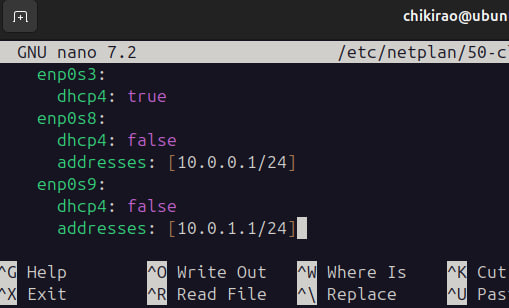 chikirao@ubun
GNU nano 7.2 /etc/netplan/50-c
enp0s3:
dhcp4: true
enp0s8:
dhcp4: false
addresses: [10.0.0.1/24]
enp0s9:
dhcp4: false
addresses: [10.0.1.1/24]
^G Help ^O Write Out ^W Where Is ^K Cut
^X Exit ^R Read File ^\ Replace ^U Pas